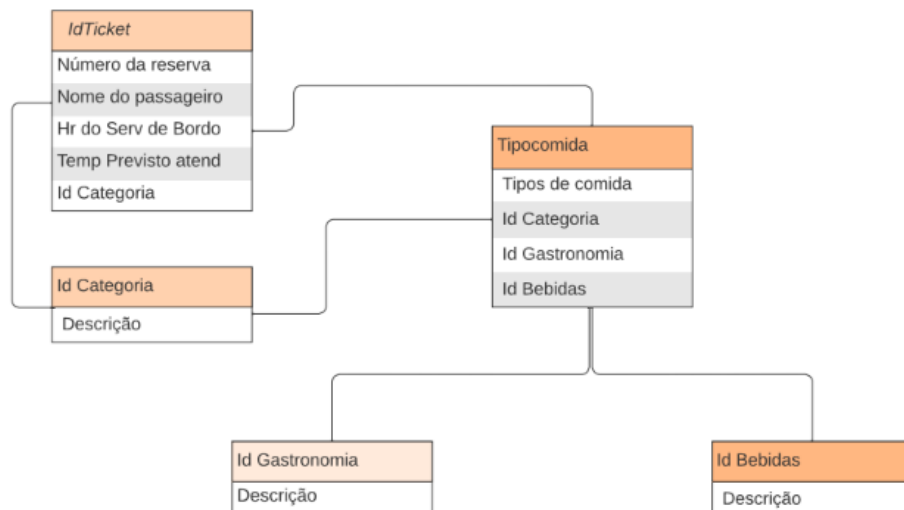 IdTicket
Número da reserva
Nome do passageiro
Hr do Serv de Bordo
Temp Previsto atend
Id Categoria
Tipocomida
Tipos de comida
Id Categoria
Id Gastronomia
Id Bebidas
Id Categoria
Descrição
Id Gastronomia
Descrição
Id Bebidas
Descrição